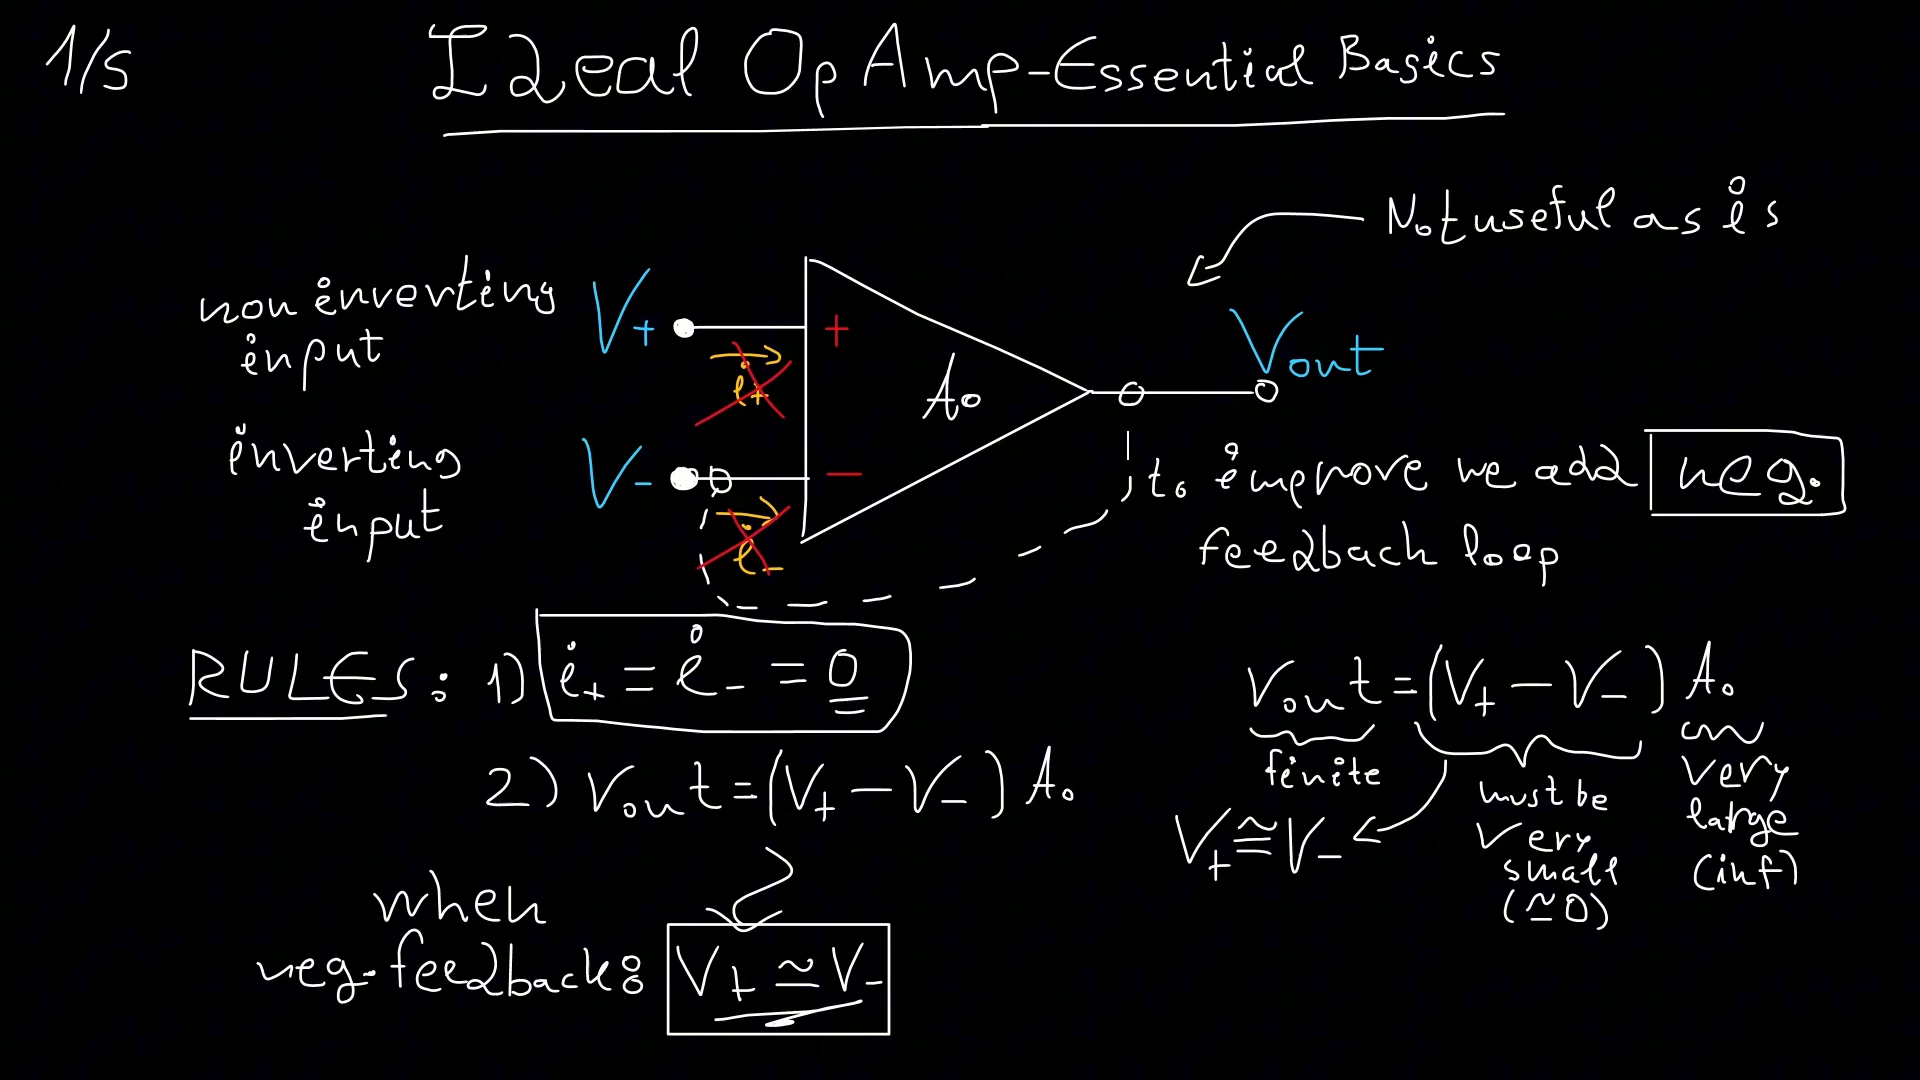 1/5
Ideal Op Amp-Essential Basics
Not useful as is
non inverting
input
V+
+
i+
A₀
Vout
inverting
input
V-
-
i-
to improve we add neg.
feedback loop
RULES: 1) i+ = i- = 0
2) Vout = (V+ - V-) A₀
when
neg. feedback: V+ ≃ V-
Vout = (V+ - V-) A₀
finite
must be
very
small
(≃0)
very
large
(inf)
V+ ≅ V-